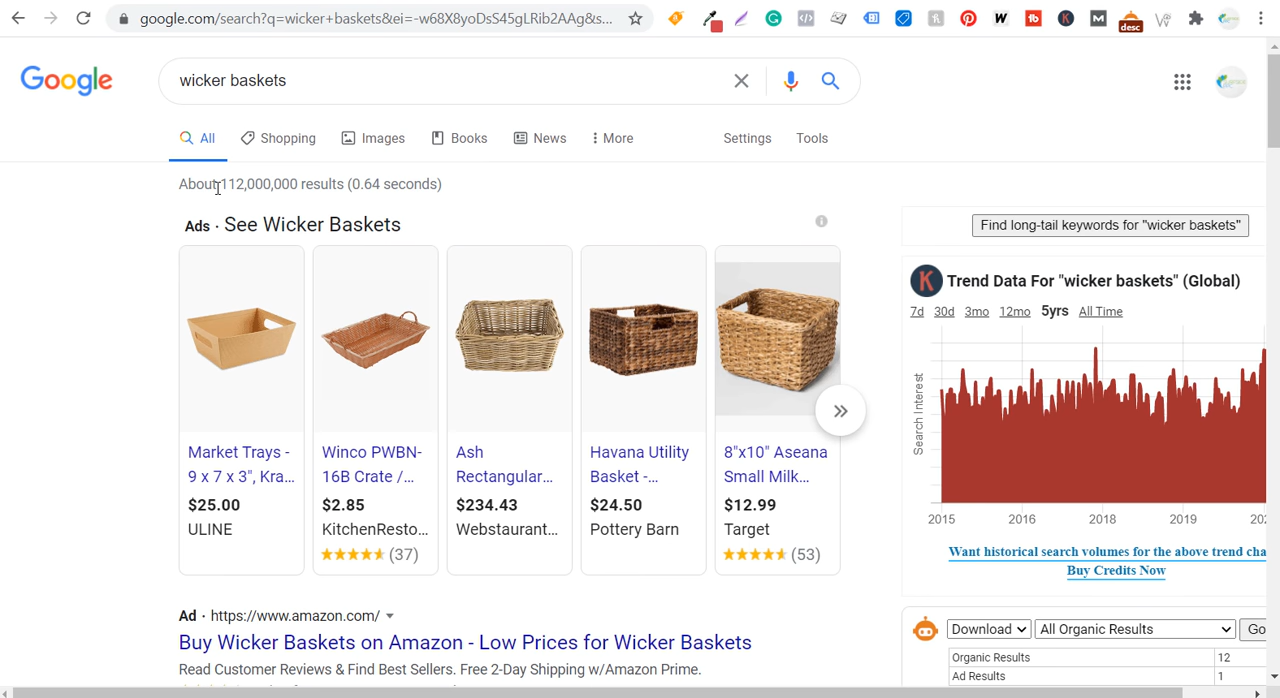 google.com/search?q=wicker+baskets&ei=-w68X8yoDsS45gLRib2AAg&s...
desc
Google
wicker baskets
All Shopping Images Books News More Settings Tools
About 112,000,000 results (0.64 seconds)
Ads · See Wicker Baskets
Find long-tail keywords for "wicker baskets"
K Trend Data For "wicker baskets" (Global)
7d 30d 3mo 12mo 5yrs All Time
Search Interest
2015 2016 2018 2019 202
Want historical search volumes for the above trend cha
Buy Credits Now
Market Trays -
9 x 7 x 3", Kra...
$25.00
ULINE
Winco PWBN-
16B Crate /...
$2.85
KitchenResto...
(37)
Ash
Rectangular...
$234.43
Webstaurant...
Havana Utility
Basket -...
$24.50
Pottery Barn
8"x10" Aseana
Small Milk...
$12.99
Target
(53)
Ad · https://www.amazon.com/
Buy Wicker Baskets on Amazon - Low Prices for Wicker Baskets
Read Customer Reviews & Find Best Sellers. Free 2-Day Shipping w/Amazon Prime.
Download All Organic Results Go
Organic Results 12
Ad Results 1